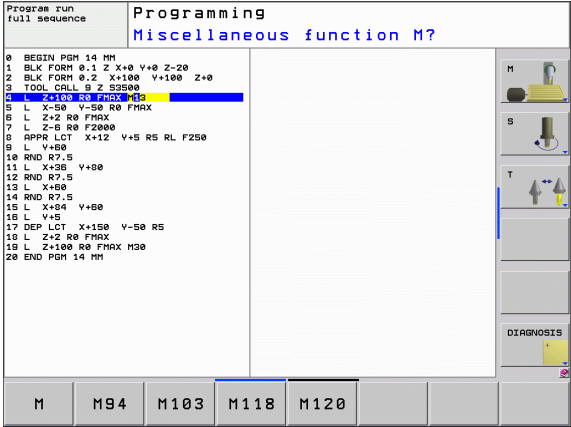 Program run
full sequence
Programming
Miscellaneous function M?
0 BEGIN PGM 14 MM
1 BLK FORM 0.1 Z X+0 Y+0 Z-20
2 BLK FORM 0.2 X+100 Y+100 Z+0
3 TOOL CALL 9 Z S3500
4 L Z+100 R0 FMAX M13
5 L X-50 Y-50 R0 FMAX
6 L Z+2 R0 FMAX
7 L Z-6 R0 F2000
8 APPR LCT X+12 Y+5 R5 RL F250
9 L Y+60
10 RND R7.5
11 L X+36 Y+80
12 RND R7.5
13 L X+60
14 RND R7.5
15 L X+84 Y+60
16 L Y+5
17 DEP LCT X+150 Y-50 R5
18 L Z+2 R0 FMAX
19 L Z+100 R0 FMAX M30
20 END PGM 14 MM
M
S
T
DIAGNOSIS
M
M94
M103
M118
M120